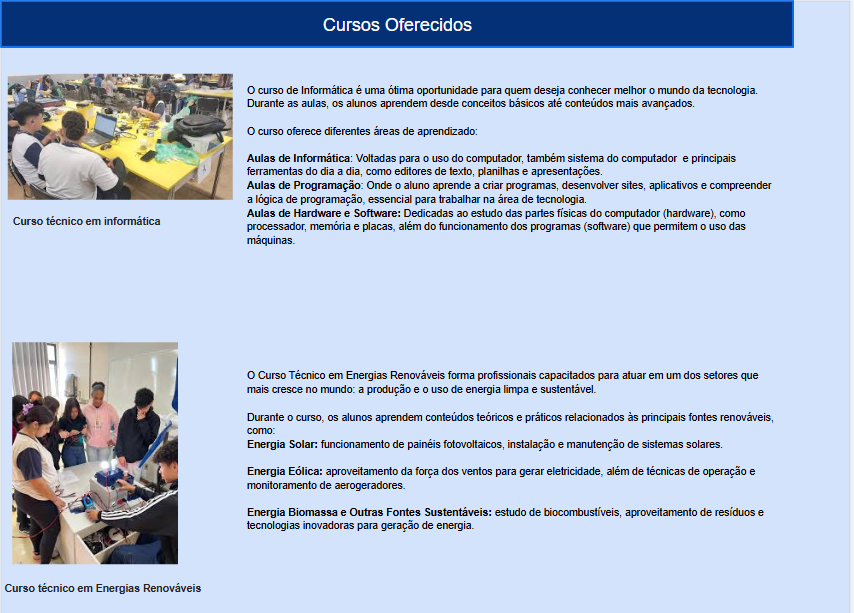 Cursos Oferecidos
O curso de Informática é uma ótima oportunidade para quem deseja conhecer melhor o mundo da tecnologia.
Durante as aulas, os alunos aprendem desde conceitos básicos até conteúdos mais avançados.
O curso oferece diferentes áreas de aprendizado:
Aulas de Informática: Voltadas para o uso do computador, também sistema do computador e principais
ferramentas do dia a dia, como editores de texto, planilhas e apresentações.
Aulas de Programação: Onde o aluno aprende a criar programas, desenvolver sites, aplicativos e compreender
a lógica de programação, essencial para trabalhar na área de tecnologia.
Aulas de Hardware e Software: Dedicadas ao estudo das partes físicas do computador (hardware), como
processador, memória e placas, além do funcionamento dos programas (software) que permitem o uso das
máquinas.
Curso técnico em informática
O Curso Técnico em Energias Renováveis forma profissionais capacitados para atuar em um dos setores que
mais cresce no mundo: a produção e o uso de energia limpa e sustentável.
Durante o curso, os alunos aprendem conteúdos teóricos e práticos relacionados às principais fontes renováveis,
como:
Energia Solar: funcionamento de painéis fotovoltaicos, instalação e manutenção de sistemas solares.
Energia Eólica: aproveitamento da força dos ventos para gerar eletricidade, além de técnicas de operação e
monitoramento de aerogeradores.
Energia Biomassa e Outras Fontes Sustentáveis: estudo de biocombustíveis, aproveitamento de resíduos e
tecnologias inovadoras para geração de energia.
Curso técnico em Energias Renováveis